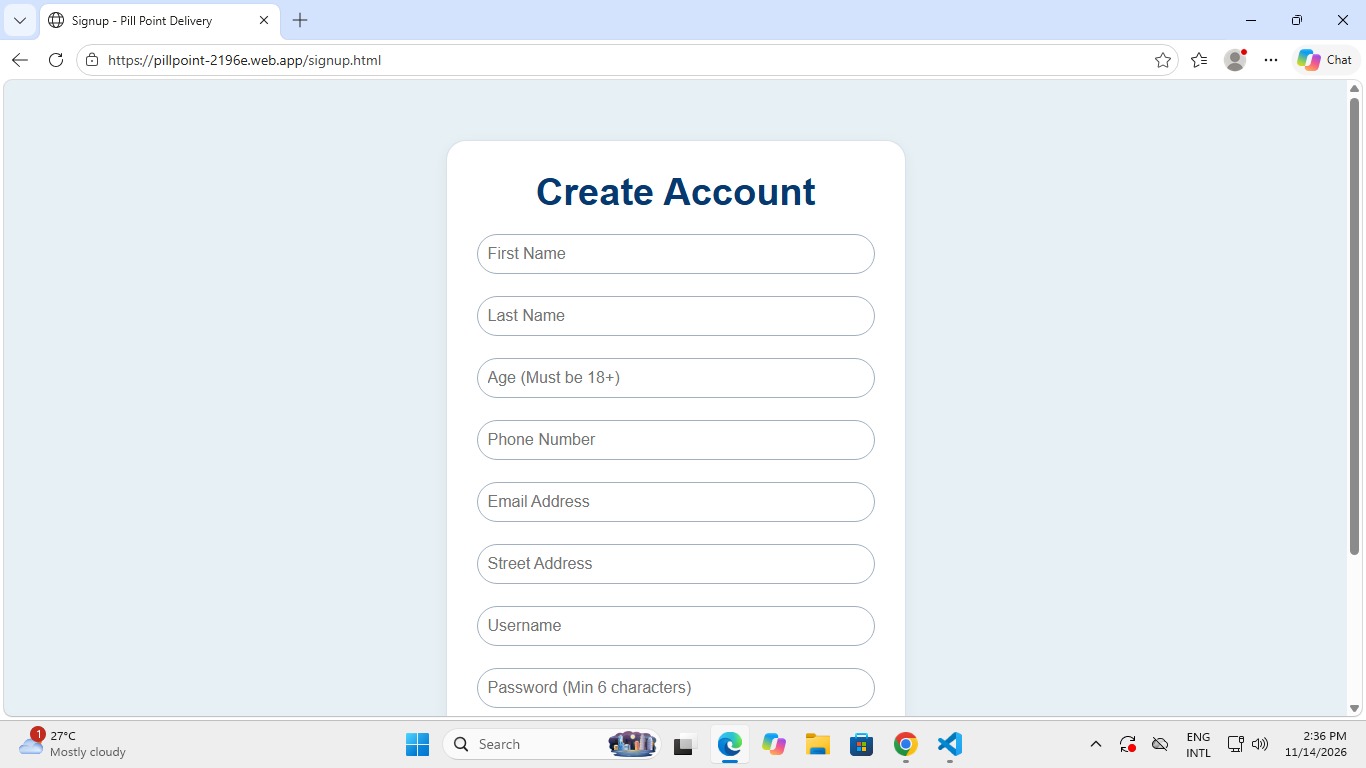 Signup - Pill Point Delivery
https://pillpoint-2196e.web.app/signup.html
Chat
Create Account
First Name
Last Name
Age (Must be 18+)
Phone Number
Email Address
Street Address
Username
Password (Min 6 characters)
1
27°C
Mostly cloudy
Search
ENG
INTL
2:36 PM
11/14/2026